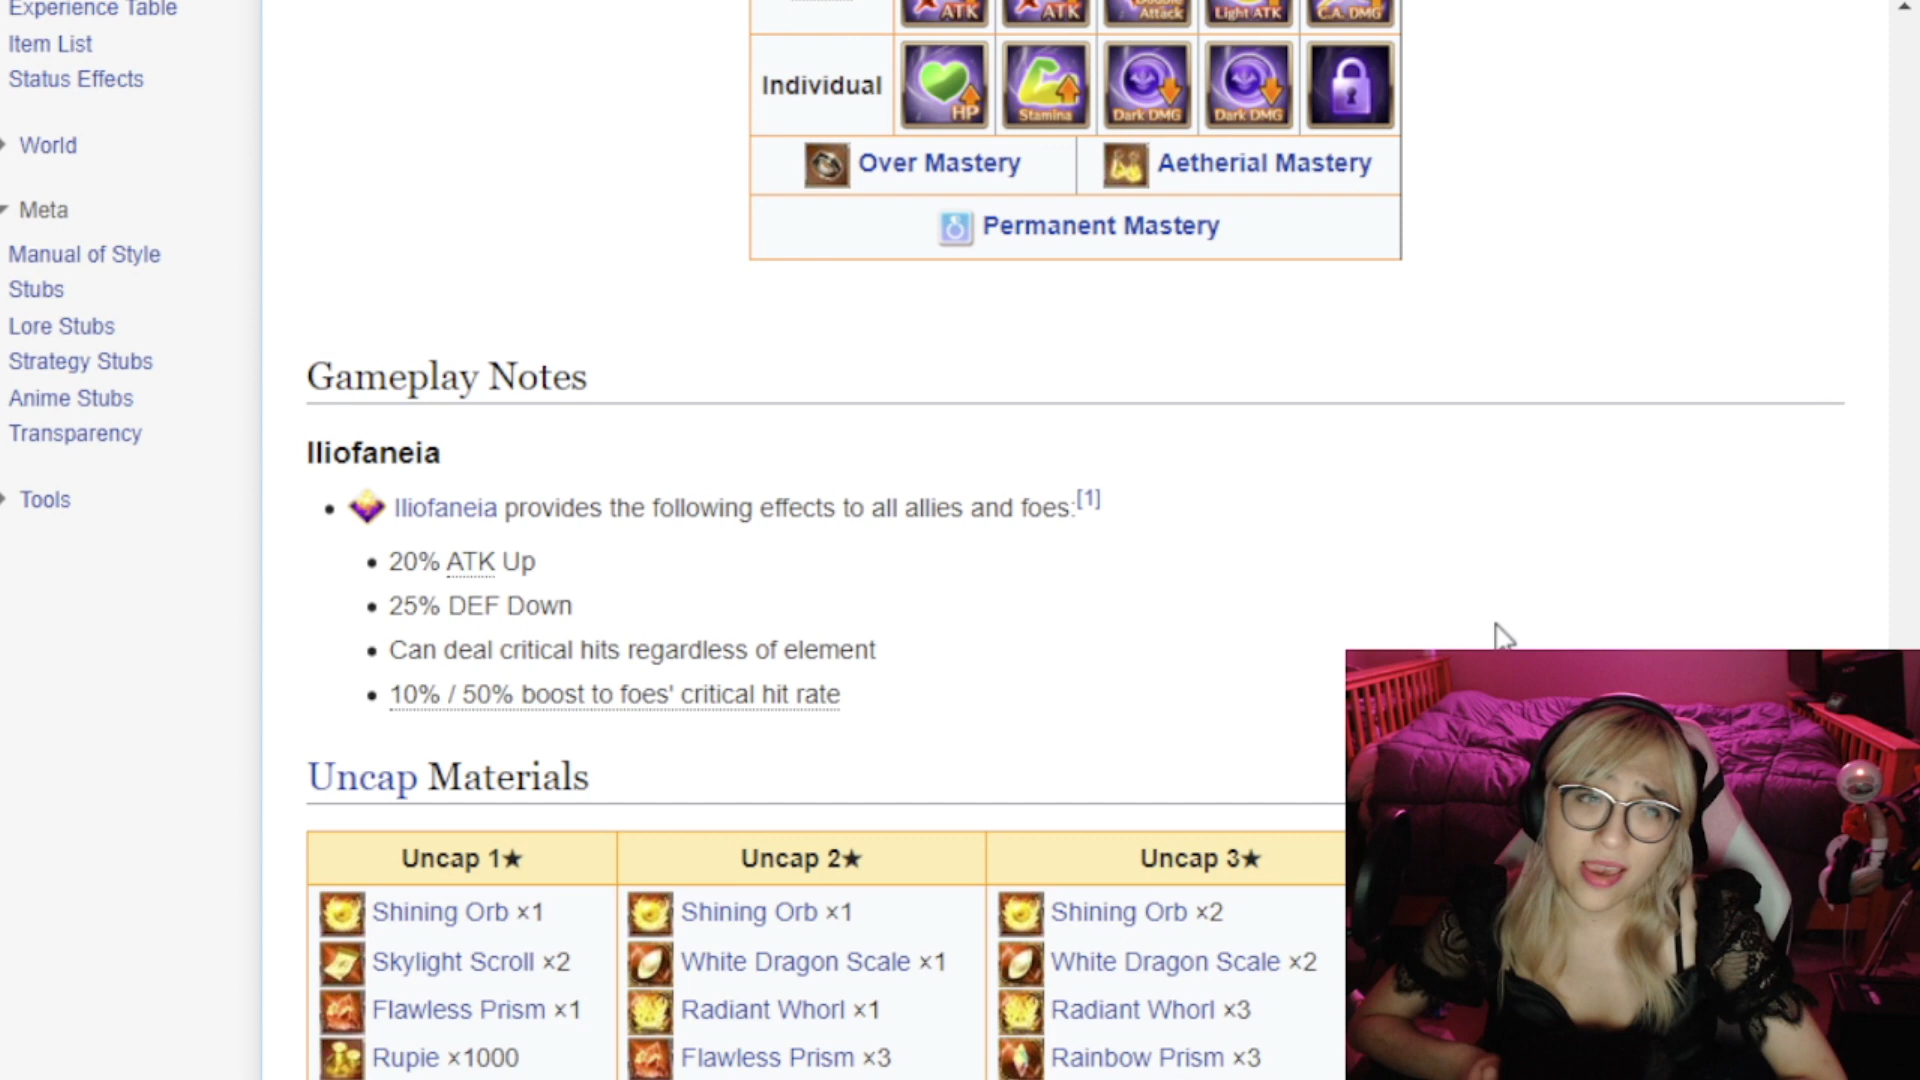 Experience Table
Item List
Status Effects
World
Meta
Manual of Style
Stubs
Lore Stubs
Strategy Stubs
Anime Stubs
Transparency
Tools
ATK ATK Double Attack Light ATK C.A. DMG
Individual HP Stamina Dark DMG Dark DMG
Over Mastery Aetherial Mastery
Permanent Mastery
Gameplay Notes
Iliofaneia
• Iliofaneia provides the following effects to all allies and foes:[1]
• 20% ATK Up
• 25% DEF Down
• Can deal critical hits regardless of element
• 10% / 50% boost to foes' critical hit rate
Uncap Materials
Uncap 1★ Uncap 2★ Uncap 3★
Shining Orb ×1 Shining Orb ×1 Shining Orb ×2
Skylight Scroll ×2 White Dragon Scale ×1 White Dragon Scale ×2
Flawless Prism ×1 Radiant Whorl ×1 Radiant Whorl ×3
Rupie ×1000 Flawless Prism ×3 Rainbow Prism ×3